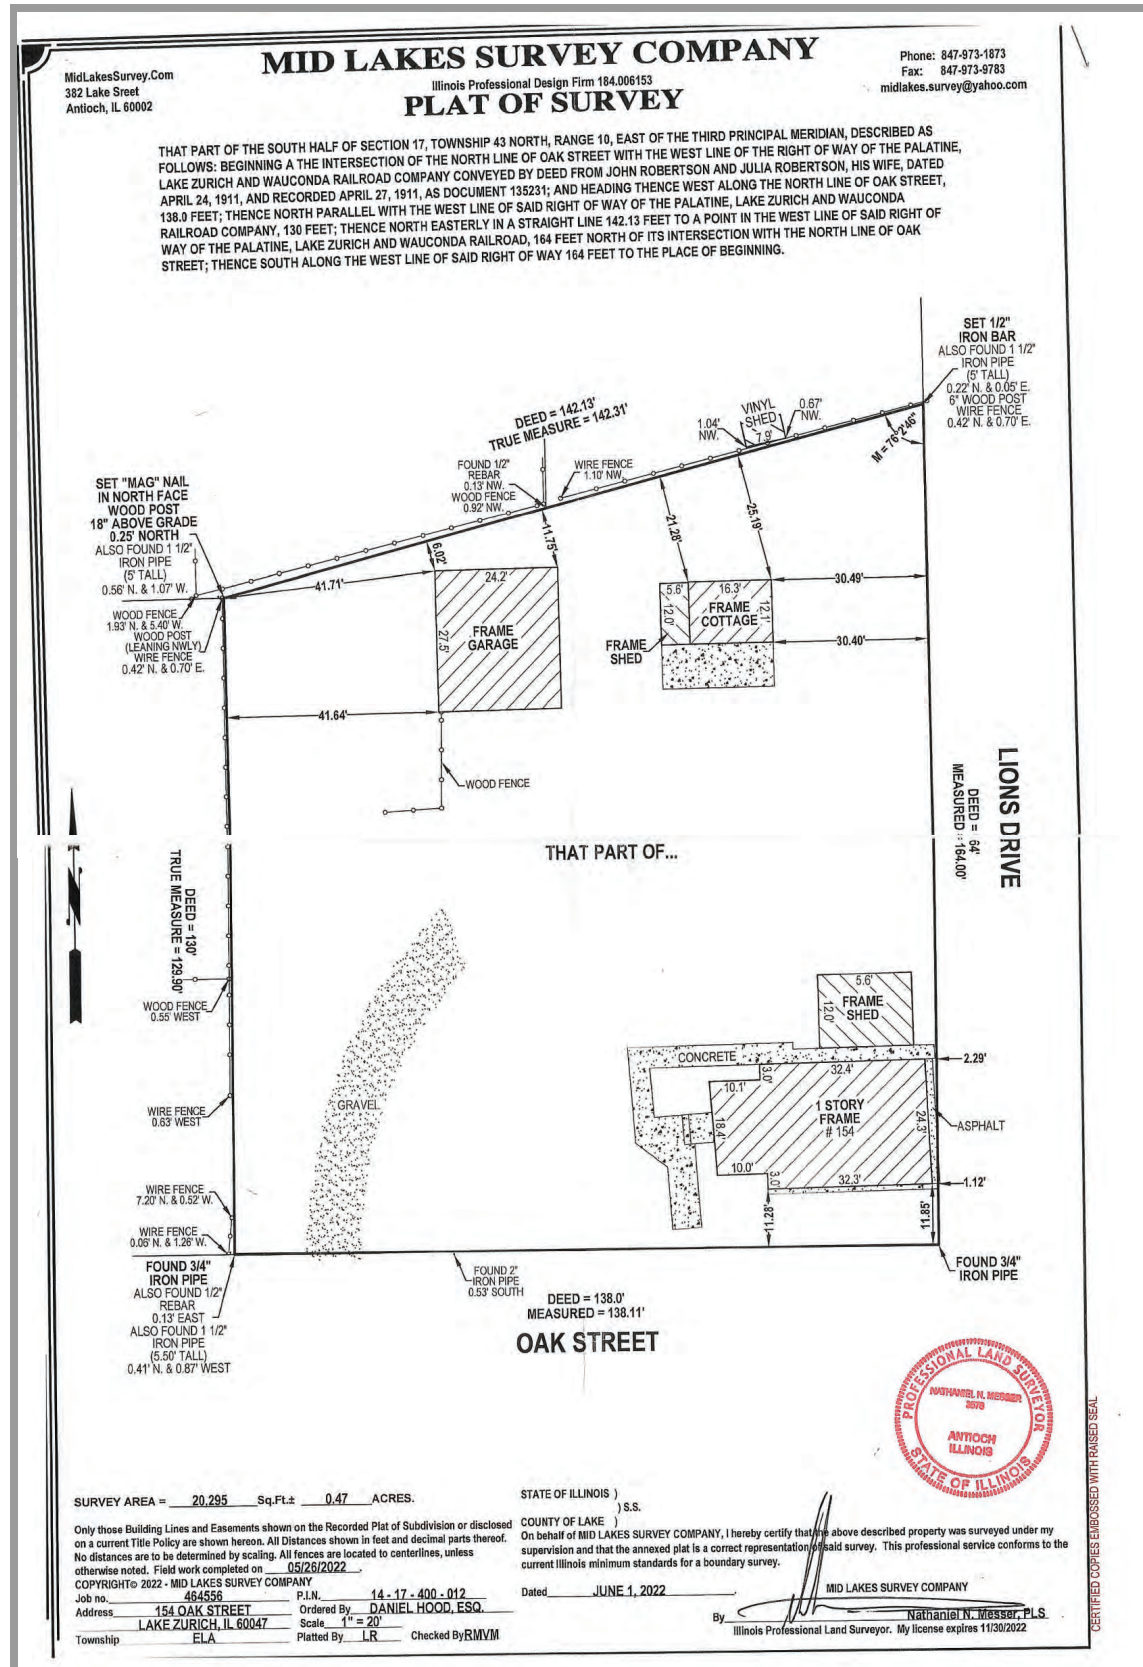 MidLakesSurvey.Com
382 Lake Sreet
Antioch, IL 60002
MID LAKES SURVEY COMPANY
Illinois Professional Design Firm 184.006153
PLAT OF SURVEY
Phone: 847-973-1873
Fax: 847-973-9783
midlakes.survey@yahoo.com
THAT PART OF THE SOUTH HALF OF SECTION 17, TOWNSHIP 43 NORTH, RANGE 10, EAST OF THE THIRD PRINCIPAL MERIDIAN, DESCRIBED AS
FOLLOWS: BEGINNING A THE INTERSECTION OF THE NORTH LINE OF OAK STREET WITH THE WEST LINE OF THE RIGHT OF WAY OF THE PALATINE,
LAKE ZURICH AND WAUCONDA RAILROAD COMPANY CONVEYED BY DEED FROM JOHN ROBERTSON AND JULIA ROBERTSON, HIS WIFE, DATED
APRIL 24, 1911, AND RECORDED APRIL 27, 1911, AS DOCUMENT 135231; AND HEADING THENCE WEST ALONG THE NORTH LINE OF OAK STREET,
138.0 FEET; THENCE NORTH PARALLEL WITH THE WEST LINE OF SAID RIGHT OF WAY OF THE PALATINE, LAKE ZURICH AND WAUCONDA
RAILROAD COMPANY, 130 FEET; THENCE NORTH EASTERLY IN A STRAIGHT LINE 142.13 FEET TO A POINT IN THE WEST LINE OF SAID RIGHT OF
WAY OF THE PALATINE, LAKE ZURICH AND WAUCONDA RAILROAD, 164 FEET NORTH OF ITS INTERSECTION WITH THE NORTH LINE OF OAK
STREET; THENCE SOUTH ALONG THE WEST LINE OF SAID RIGHT OF WAY 164 FEET TO THE PLACE OF BEGINNING.
SET 1/2"
IRON BAR
ALSO FOUND 1 1/2"
IRON PIPE
(5' TALL)
0.22' N. & 0.05' E.
6" WOOD POST
WIRE FENCE
0.42' N. & 0.70' E.
DEED = 142.13'
TRUE MEASURE = 142.31'
1.04'
NW.
VINYL
SHED
7.9'
0.67'
NW.
M = 76°2'46"
FOUND 1/2"
REBAR
0.13' NW.
WOOD FENCE
0.92' NW.
WIRE FENCE
1.10' NW.
SET "MAG" NAIL
IN NORTH FACE
WOOD POST
18" ABOVE GRADE
0.25' NORTH
ALSO FOUND 1 1/2"
IRON PIPE
(5' TALL)
0.56' N. & 1.07' W.
WOOD FENCE
1.93' N. & 5.40' W.
WOOD POST
(LEANING NWLY)
WIRE FENCE
0.42' N. & 0.70' E.
41.71'
6.02'
11.75'
21.28'
25.19'
24.2'
27.5'
FRAME
GARAGE
5.6'
12.0'
FRAME
SHED
16.3'
12.1'
FRAME
COTTAGE
30.49'
30.40'
41.64'
WOOD FENCE
LIONS DRIVE
DEED = 64'
MEASURED = 164.00'
THAT PART OF...
DEED = 130'
TRUE MEASURE = 129.90'
N
WOOD FENCE
0.55' WEST
WIRE FENCE
0.63' WEST
WIRE FENCE
7.20' N. & 0.52' W.
WIRE FENCE
0.06' N. & 1.26' W.
GRAVEL
5.6'
12.0'
FRAME
SHED
CONCRETE
2.29'
3.0'
32.4'
10.1'
18.4'
1 STORY
FRAME
# 154
24.3'
ASPHALT
10.0'
3.0'
32.3'
1.12'
11.28'
11.85'
FOUND 3/4"
IRON PIPE
ALSO FOUND 1/2"
REBAR
0.13' EAST
ALSO FOUND 1 1/2"
IRON PIPE
(5.50' TALL)
0.41' N. & 0.87' WEST
FOUND 2"
IRON PIPE
0.53' SOUTH
DEED = 138.0'
MEASURED = 138.11'
OAK STREET
FOUND 3/4"
IRON PIPE
PROFESSIONAL LAND SURVEYOR
NATHANIEL N. MESSER
ANTIOCH
ILLINOIS
STATE OF ILLINOIS
CERTIFIED COPIES EMBOSSED WITH RAISED SEAL
SURVEY AREA = 20,295 Sq.Ft.± 0.47 ACRES.
Only those Building Lines and Easements shown on the Recorded Plat of Subdivision or disclosed
on a current Title Policy are shown hereon. All Distances shown in feet and decimal parts thereof.
No distances are to be determined by scaling. All fences are located to centerlines, unless
otherwise noted. Field work completed on 05/26/2022.
COPYRIGHT© 2022 - MID LAKES SURVEY COMPANY
Job no. 464556 P.I.N. 14 - 17 - 400 - 012
Address 154 OAK STREET Ordered By DANIEL HOOD, ESQ.
LAKE ZURICH, IL 60047 Scale 1" = 20'
Township ELA Platted By LR Checked By RMVM
STATE OF ILLINOIS )
) S.S.
COUNTY OF LAKE )
On behalf of MID LAKES SURVEY COMPANY, I hereby certify that the above described property was surveyed under my
supervision and that the annexed plat is a correct representation of said survey. This professional service conforms to the
current Illinois minimum standards for a boundary survey.
Dated JUNE 1, 2022
MID LAKES SURVEY COMPANY
By Nathaniel N. Messer, PLS
Illinois Professional Land Surveyor. My license expires 11/30/2022